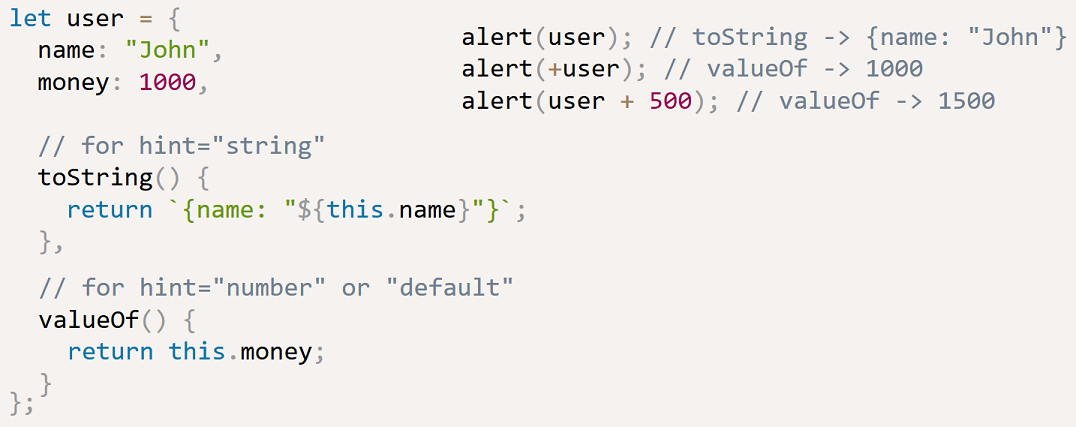 let user = {
  name: "John",
  money: 1000,

  // for hint="string"
  toString() {
    return `{name: "${this.name}"}`;
  },

  // for hint="number" or "default"
  valueOf() {
    return this.money;
  }
};
alert(user); // toString -> {name: "John"}
alert(+user); // valueOf -> 1000
alert(user + 500); // valueOf -> 1500